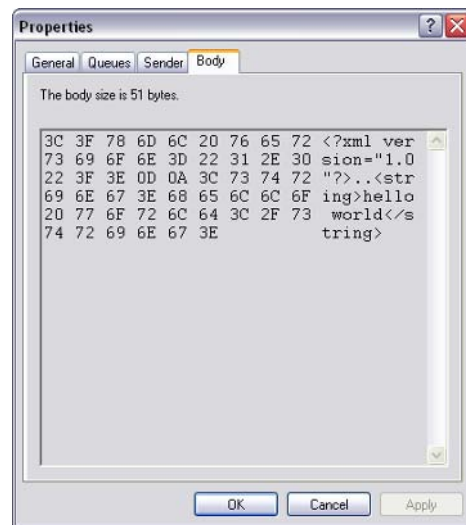 Properties
General Queues Sender Body
The body size is 51 bytes.
3C 3F 78 6D 6C 20 76 65 72 <?xml ver
73 69 6F 6E 3D 22 31 2E 30 sion="1.0
22 3F 3E 0D 0A 3C 73 74 72 "?>..<str
69 6E 67 3E 68 65 6C 6C 6F ing>hello
20 77 6F 72 6C 64 3C 2F 73  world</s
74 72 69 6E 67 3E tring>
OK Cancel Apply